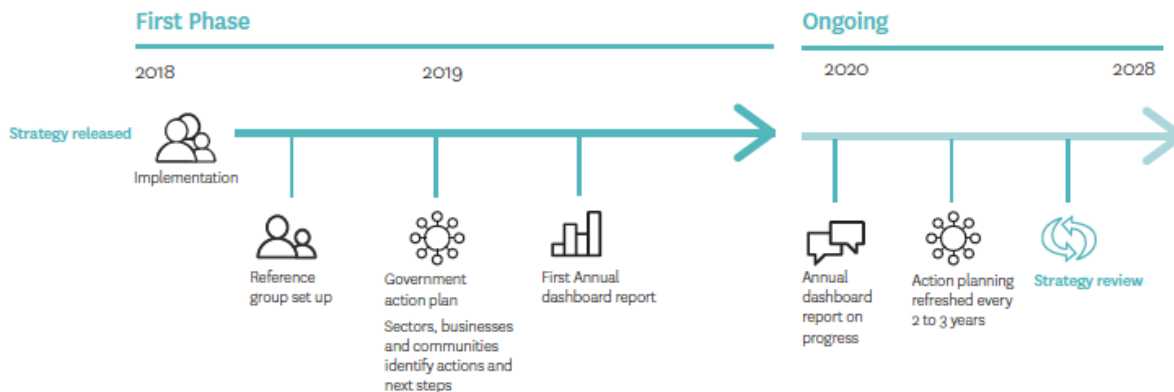 First Phase
Ongoing
2018
2019
2020
2028
Strategy released
Implementation
Reference
group set up
Government
action plan
Sectors, businesses
and communities
identify actions and
next steps
First Annual
dashboard report
Annual
dashboard
report on
progress
Action planning
refreshed every
2 to 3 years
Strategy review